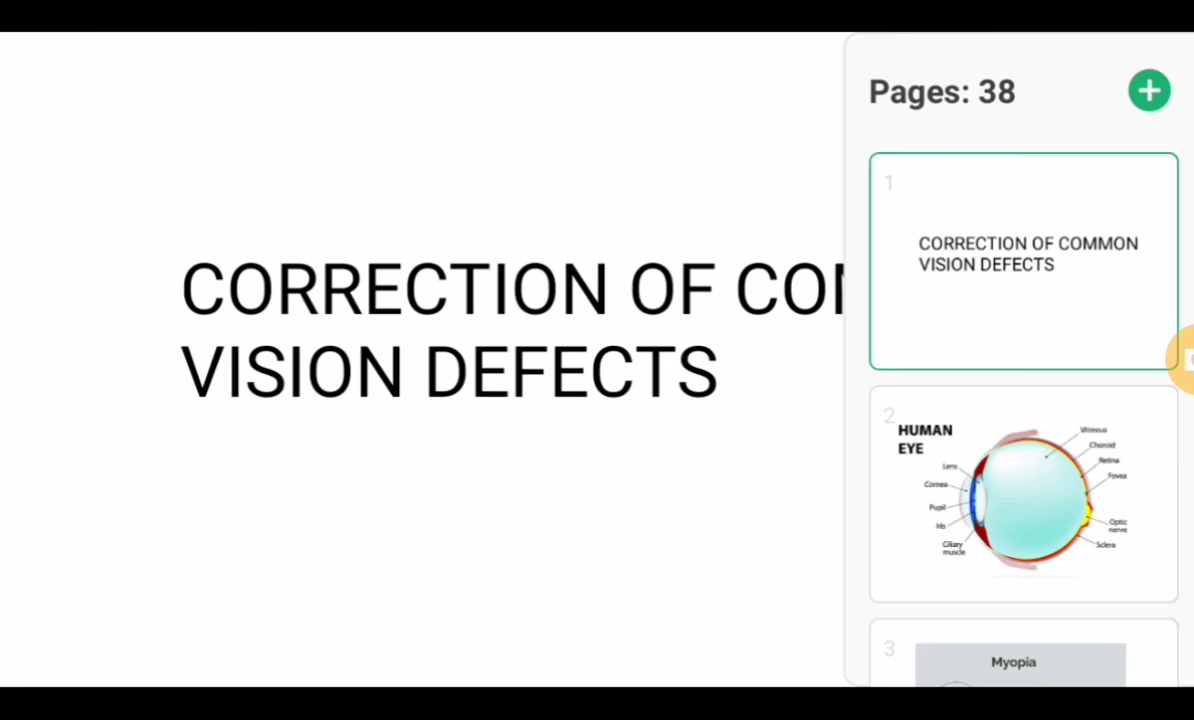 CORRECTION OF CO
VISION DEFECTS
Pages: 38
1
CORRECTION OF COMMON
VISION DEFECTS
2
HUMAN
EYE
Lens
Cornea
Pupil
Iris
Ciliary
muscle
Vitreous
Choroid
Retina
Fovea
Optic
nerve
Sclera
3
Myopia